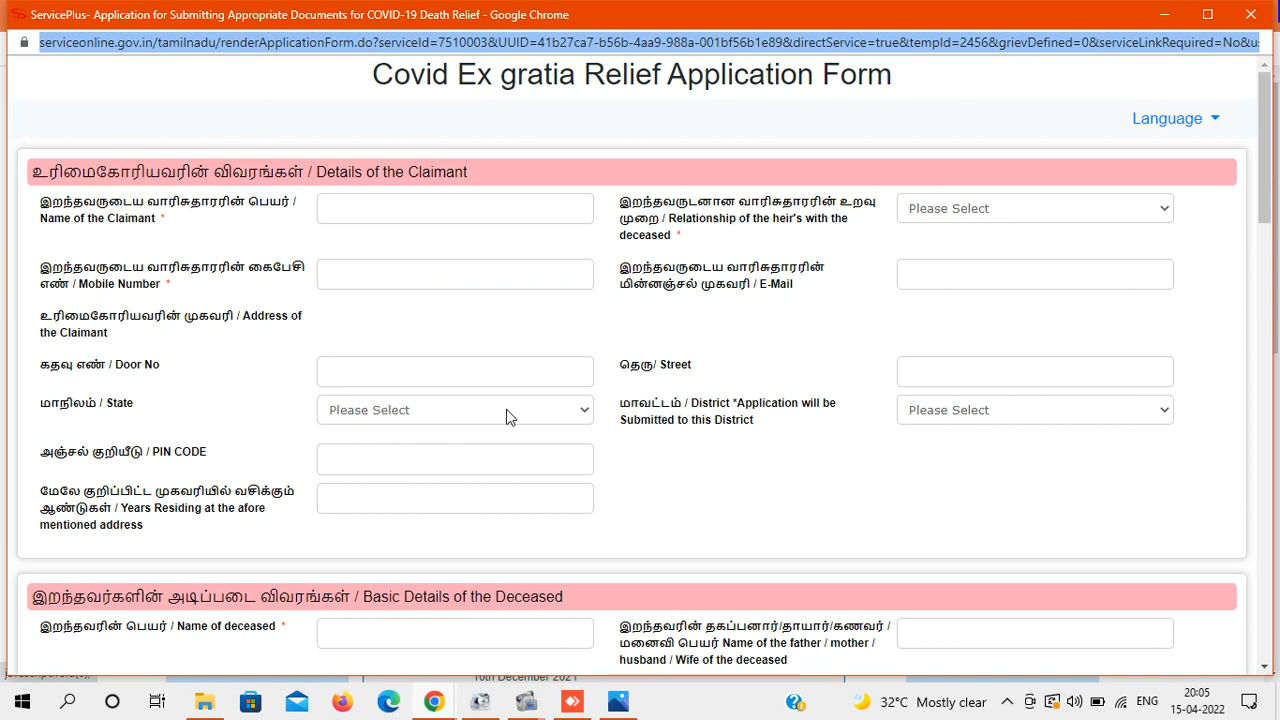 ServicePlus- Application for Submitting Appropriate Documents for COVID-19 Death Relief - Google Chrome
serviceonline.gov.in/tamilnadu/renderApplicationForm.do?serviceId=7510003&UUID=41b27ca7-b56b-4aa9-988a-001bf56b1e89&directService=true&tempId=2456&grievDefined=0&serviceLinkRequired=No&u
Covid Ex gratia Relief Application Form
Language
உரிமைகோரியவரின் விவரங்கள் / Details of the Claimant
இறந்தவருடைய வாரிசுதாரரின் பெயர் /
Name of the Claimant *
இறந்தவருடனான வாரிசுதாரரின் உறவு
முறை / Relationship of the heir's with the
deceased *
Please Select
இறந்தவருடைய வாரிசுதாரரின் கைபேசி
எண் / Mobile Number *
இறந்தவருடைய வாரிசுதாரரின்
மின்னஞ்சல் முகவரி / E-Mail
உரிமைகோரியவரின் முகவரி / Address of
the Claimant
கதவு எண் / Door No
தெரு/ Street
மாநிலம் / State
Please Select
மாவட்டம் / District *Application will be
Submitted to this District
Please Select
அஞ்சல் குறியீடு / PIN CODE
மேலே குறிப்பிட்ட முகவரியில் வசிக்கும்
ஆண்டுகள் / Years Residing at the afore
mentioned address
இறந்தவர்களின் அடிப்படை விவரங்கள் / Basic Details of the Deceased
இறந்தவரின் பெயர் / Name of deceased *
இறந்தவரின் தகப்பனார்/தாயார்/கணவர் /
மனைவி பெயர் Name of the father / mother /
husband / Wife of the deceased
10th December 2021
32°C Mostly clear
ENG
20:05
15-04-2022